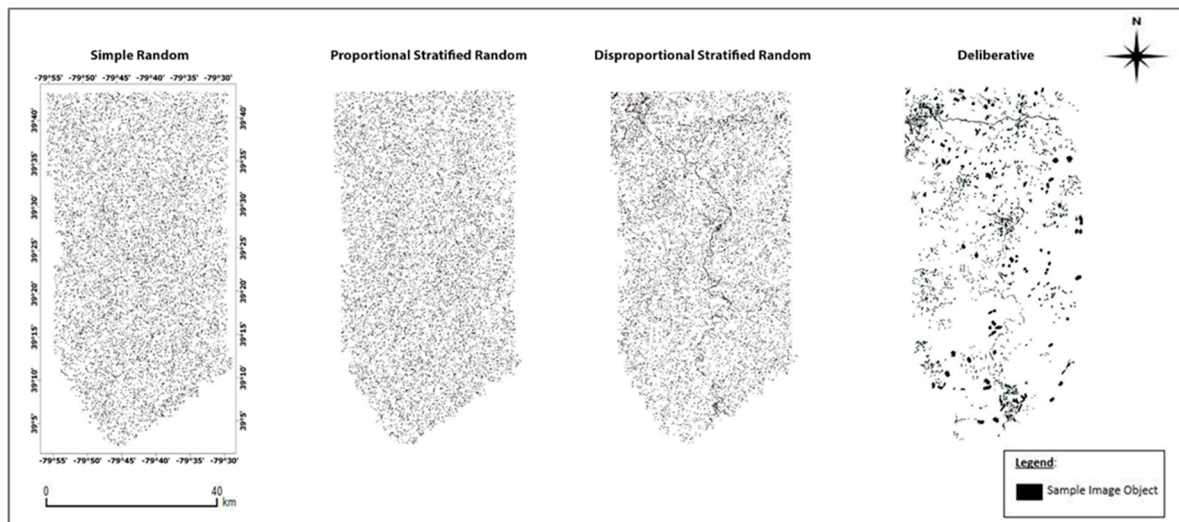 N
Simple Random
Proportional Stratified Random
Disproportional Stratified Random
Deliberative
-79°55' -79°50' -79°45' -79°40' -79°35' -79°30'
39°40'
39°35'
39°30'
39°25'
39°20'
39°15'
39°10'
39°5'
39°40'
39°35'
39°30'
39°25'
39°20'
39°15'
39°10'
39°5'
-79°55' -79°50' -79°45' -79°40' -79°35' -79°30'
0 40
km
Legend:
Sample Image Object